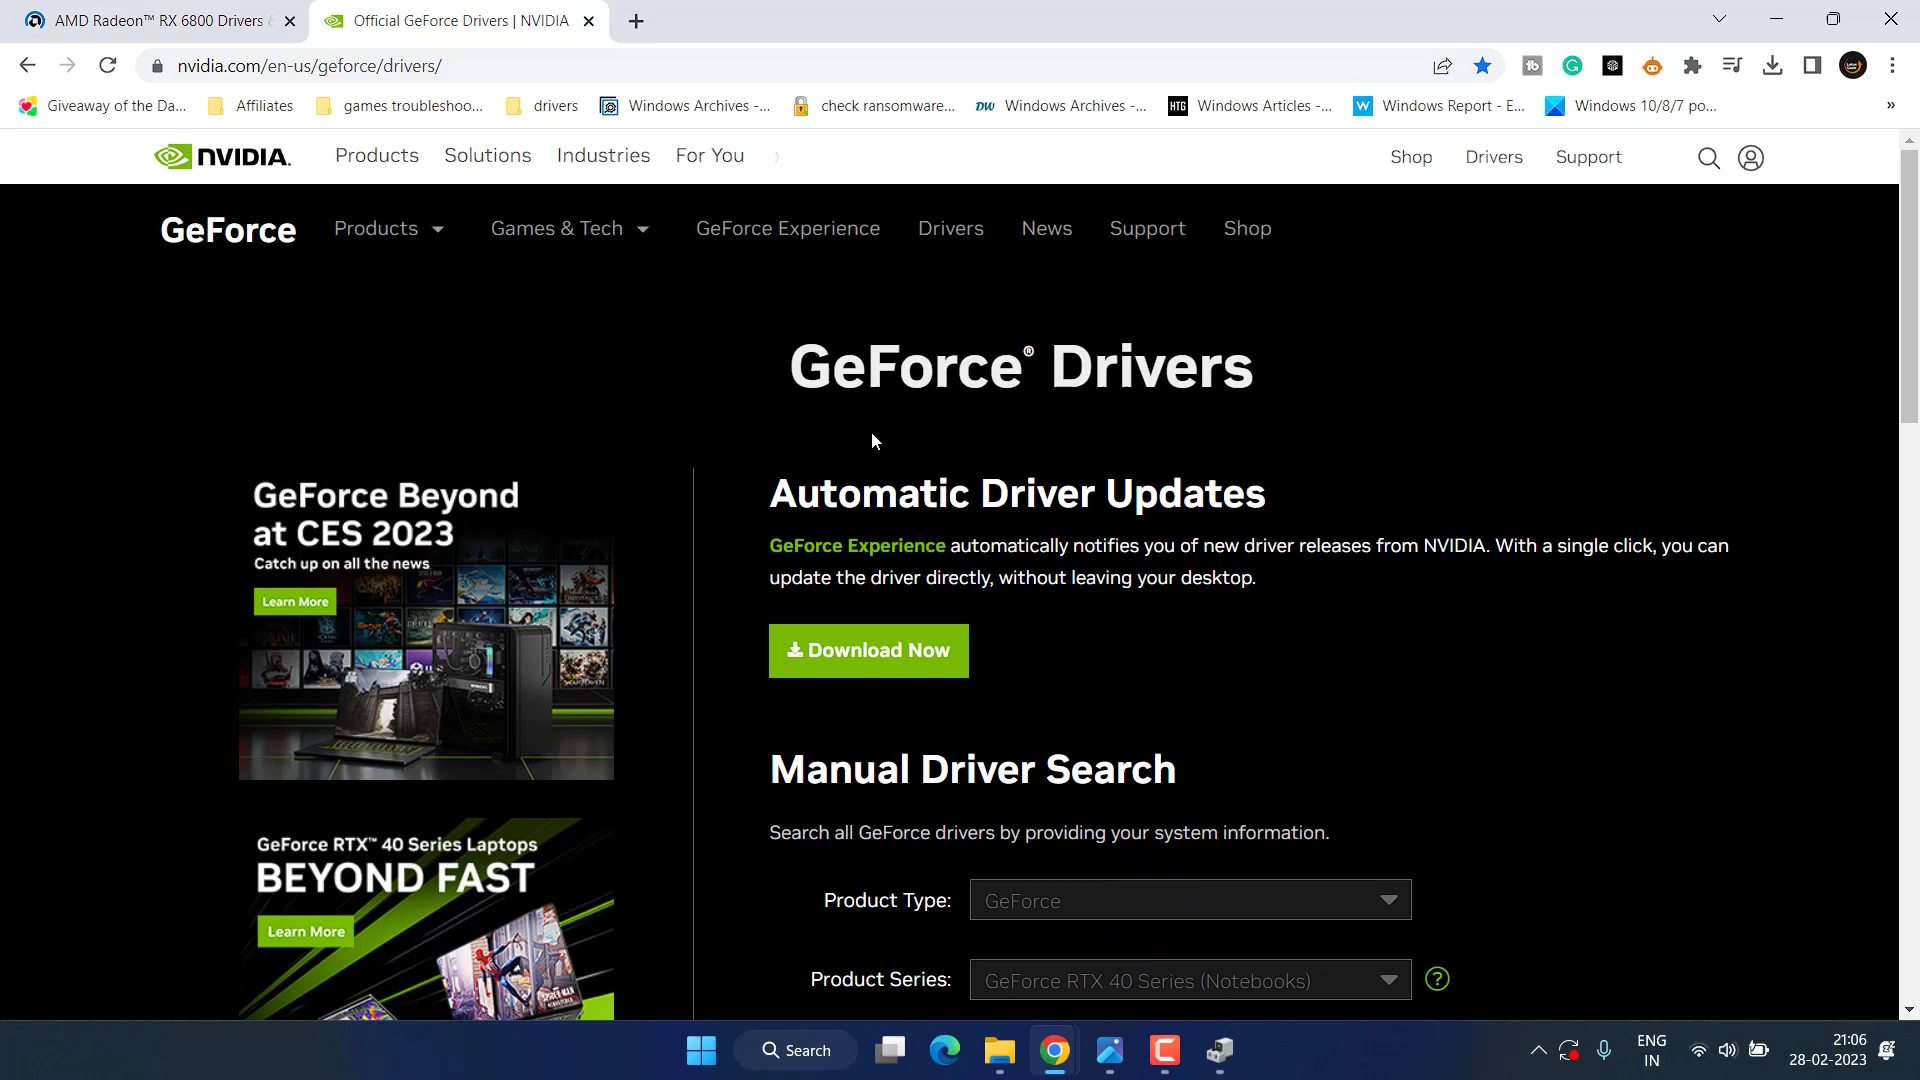 AMD Radeon™ RX 6800 Drivers
Official GeForce Drivers | NVIDIA
nvidia.com/en-us/geforce/drivers/
Giveaway of the Da...
Affiliates
games troubleshoo...
drivers
Windows Archives -...
check ransomware...
DW
Windows Archives -...
HTG
Windows Articles -...
W
Windows Report - E...
Windows 10/8/7 po...
»
NVIDIA.
Products
Solutions
Industries
For You
Shop
Drivers
Support
GeForce
Products
Games & Tech
GeForce Experience
Drivers
News
Support
Shop
GeForce® Drivers
GeForce Beyond
at CES 2023
Catch up on all the news
Learn More
Automatic Driver Updates
GeForce Experience automatically notifies you of new driver releases from NVIDIA. With a single click, you can
update the driver directly, without leaving your desktop.
Download Now
Manual Driver Search
Search all GeForce drivers by providing your system information.
GeForce RTX™ 40 Series Laptops
BEYOND FAST
Learn More
Product Type:
GeForce
Product Series:
GeForce RTX 40 Series (Notebooks)
?
Search
ENG
IN
21:06
28-02-2023